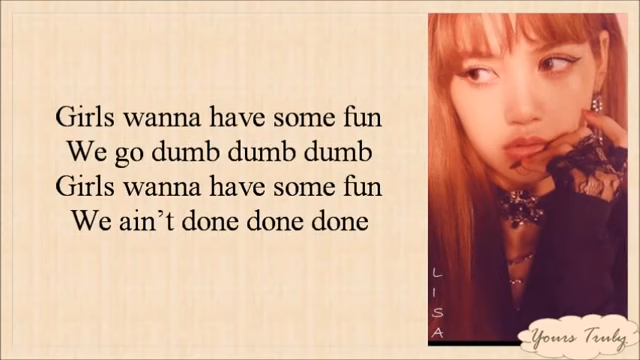 Girls wanna have some fun
We go dumb dumb dumb
Girls wanna have some fun
We ain’t done done done
LISA
Yours Truly